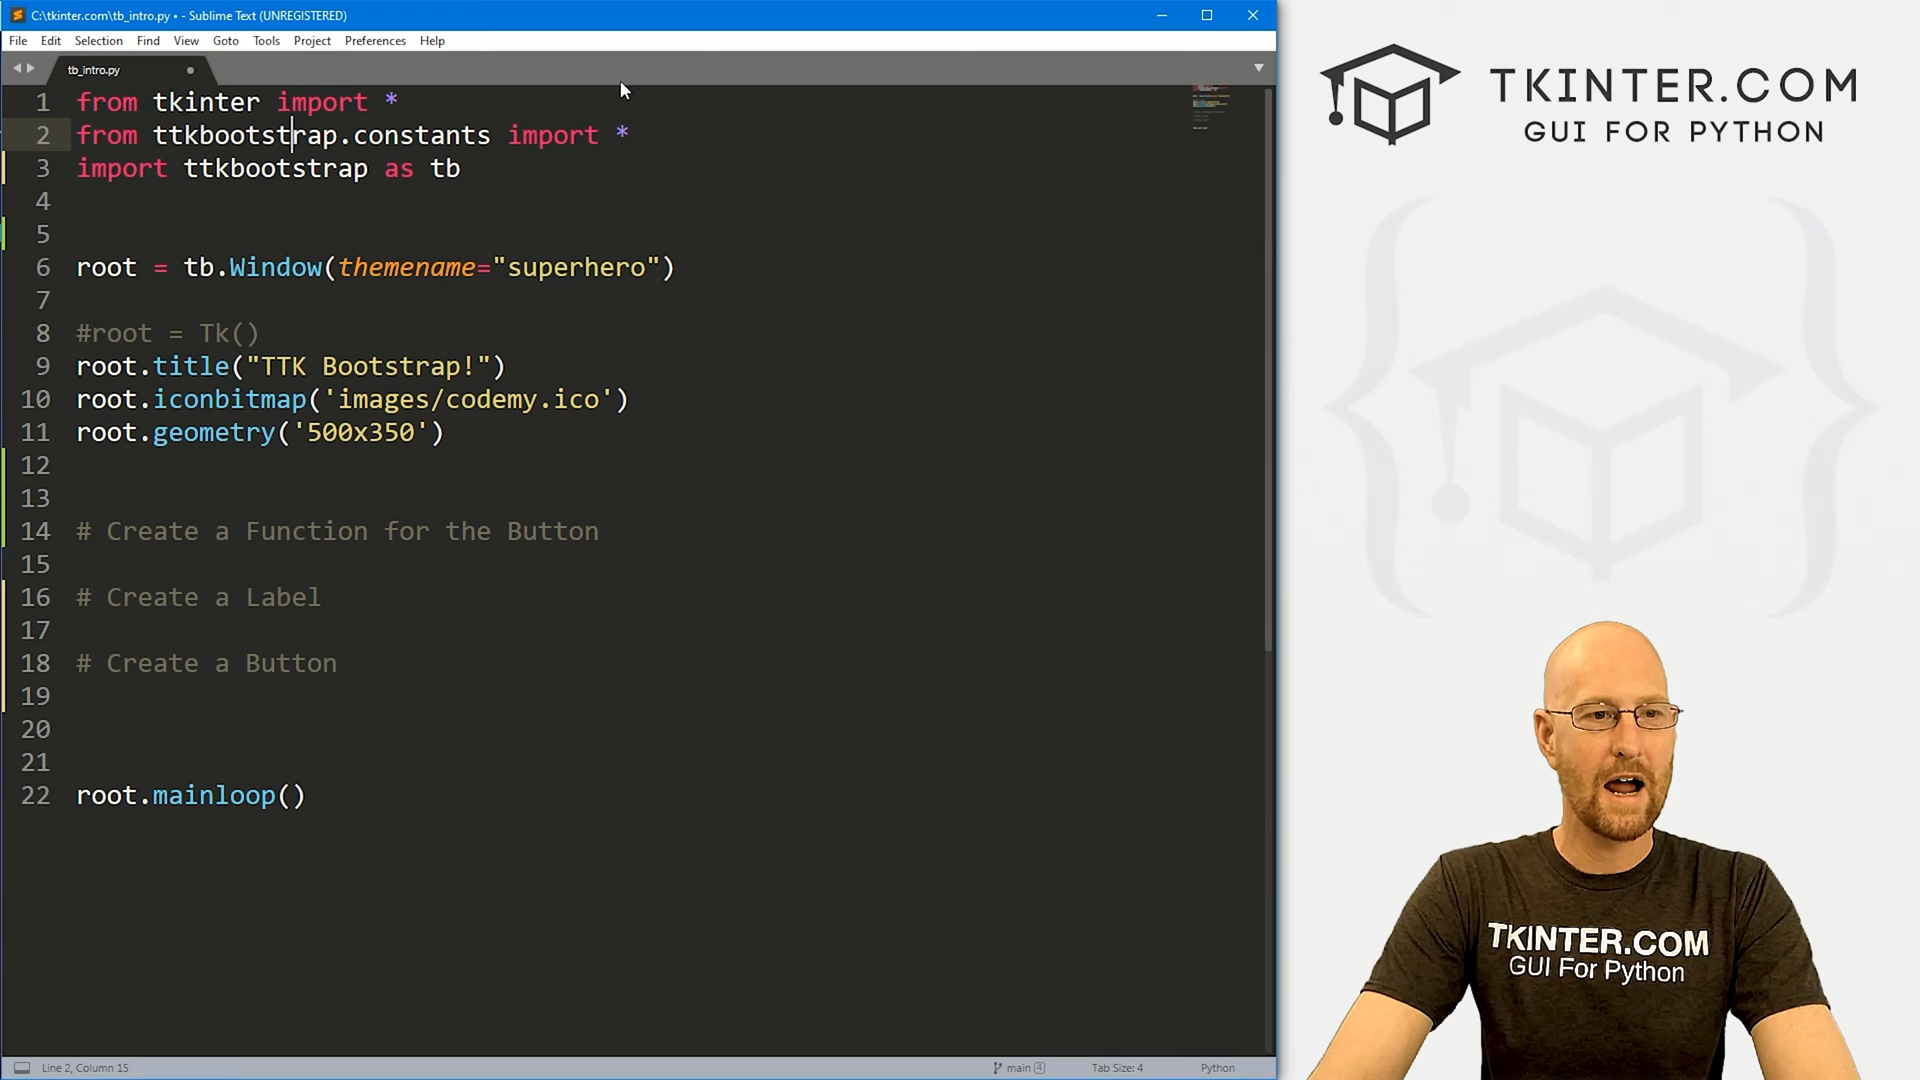 C:\tkinter.com\tb_intro.py • - Sublime Text (UNREGISTERED)
File Edit Selection Find View Goto Tools Project Preferences Help
tb_intro.py
1 from tkinter import *
2 from ttkbootstrap.constants import *
3 import ttkbootstrap as tb
4
5
6 root = tb.Window(themename="superhero")
7
8 #root = Tk()
9 root.title("TTK Bootstrap!")
10 root.iconbitmap('images/codemy.ico')
11 root.geometry('500x350')
12
13
14 # Create a Function for the Button
15
16 # Create a Label
17
18 # Create a Button
19
20
21
22 root.mainloop()
Line 2, Column 15
main 4
Tab Size: 4
Python
TKINTER.COM
GUI FOR PYTHON
TKINTER.COM
GUI For Python